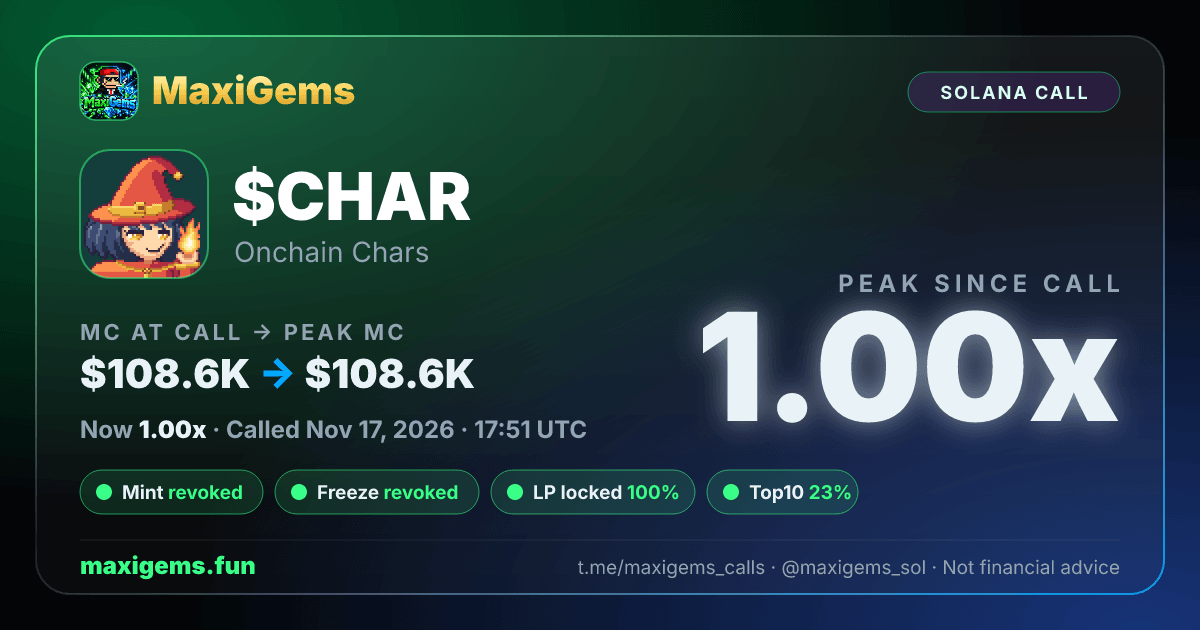 MaxiGems
MaxiGems
SOLANA CALL
$CHAR
Onchain Chars
PEAK SINCE CALL
1.00x
MC AT CALL → PEAK MC
$108.6K → $108.6K
Now 1.00x · Called Nov 17, 2026 · 17:51 UTC
Mint revoked
Freeze revoked
LP locked 100%
Top10 23%
maxigems.fun
t.me/maxigems_calls · @maxigems_sol · Not financial advice